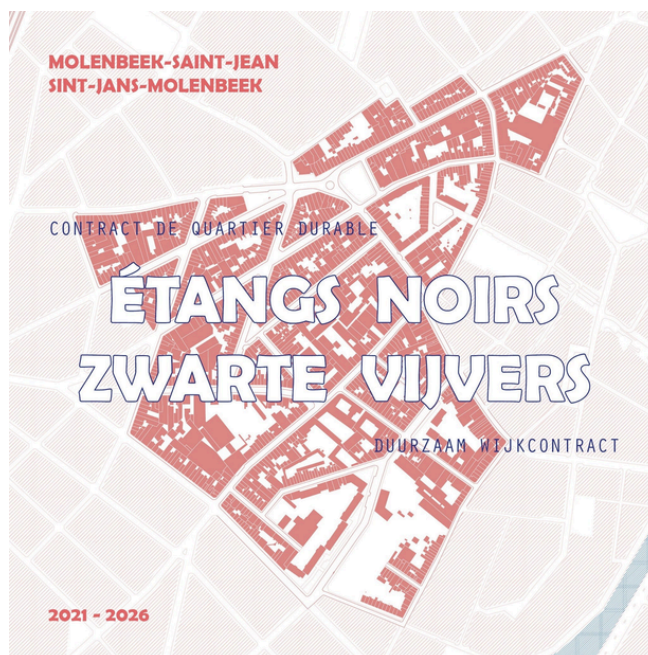 MOLENBEEK-SAINT-JEAN
SINT-JANS-MOLENBEEK
CONTRACT DE QUARTIER DURABLE
ÉTANGS NOIRS
ZWARTE VIJVERS
DUURZAAM WIJKCONTRACT
2021 - 2026